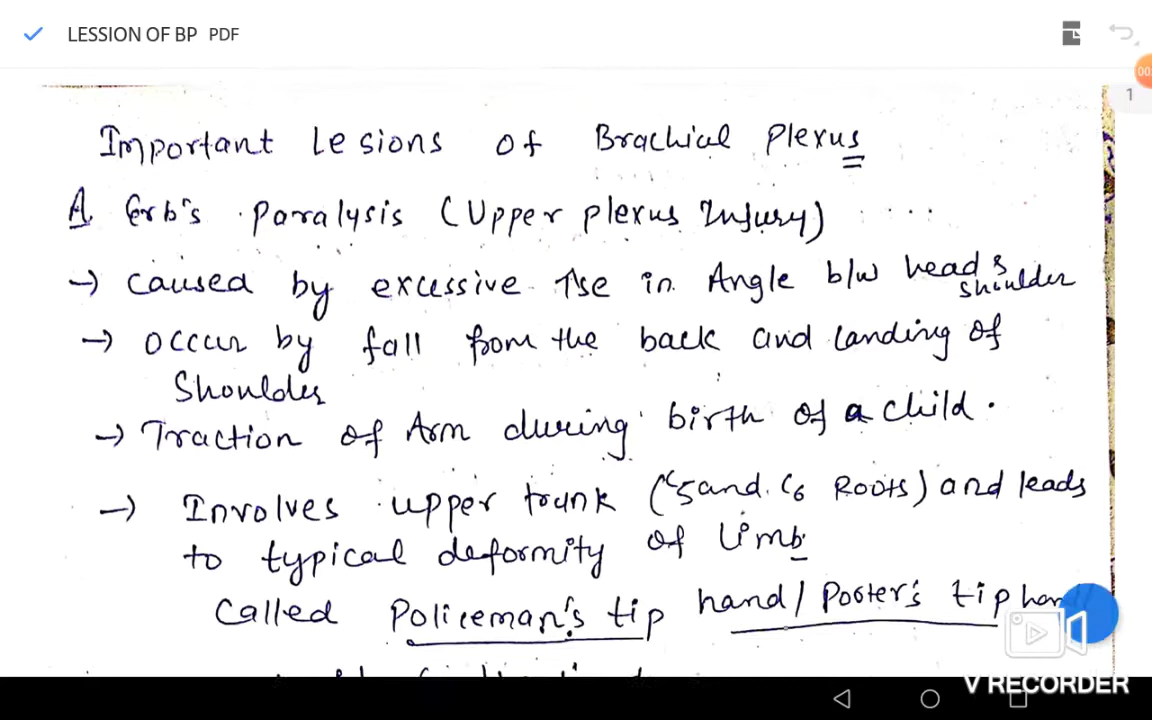 LESSION OF BP PDF
1
Important Lesions of Brachial Plexus
A. Erb's Paralysis (Upper plexus Injury)
→ Caused by excessive ↑se in Angle b/w head &
shoulder
→ Occur by fall from the back and landing of
Shoulder
→ Traction of Arm during birth of a child.
→ Involves upper trunk (C5 and C6 Roots) and leads
to typical deformity of limb
Called Policeman's tip hand/ Poster's tip hand/
V RECORDER